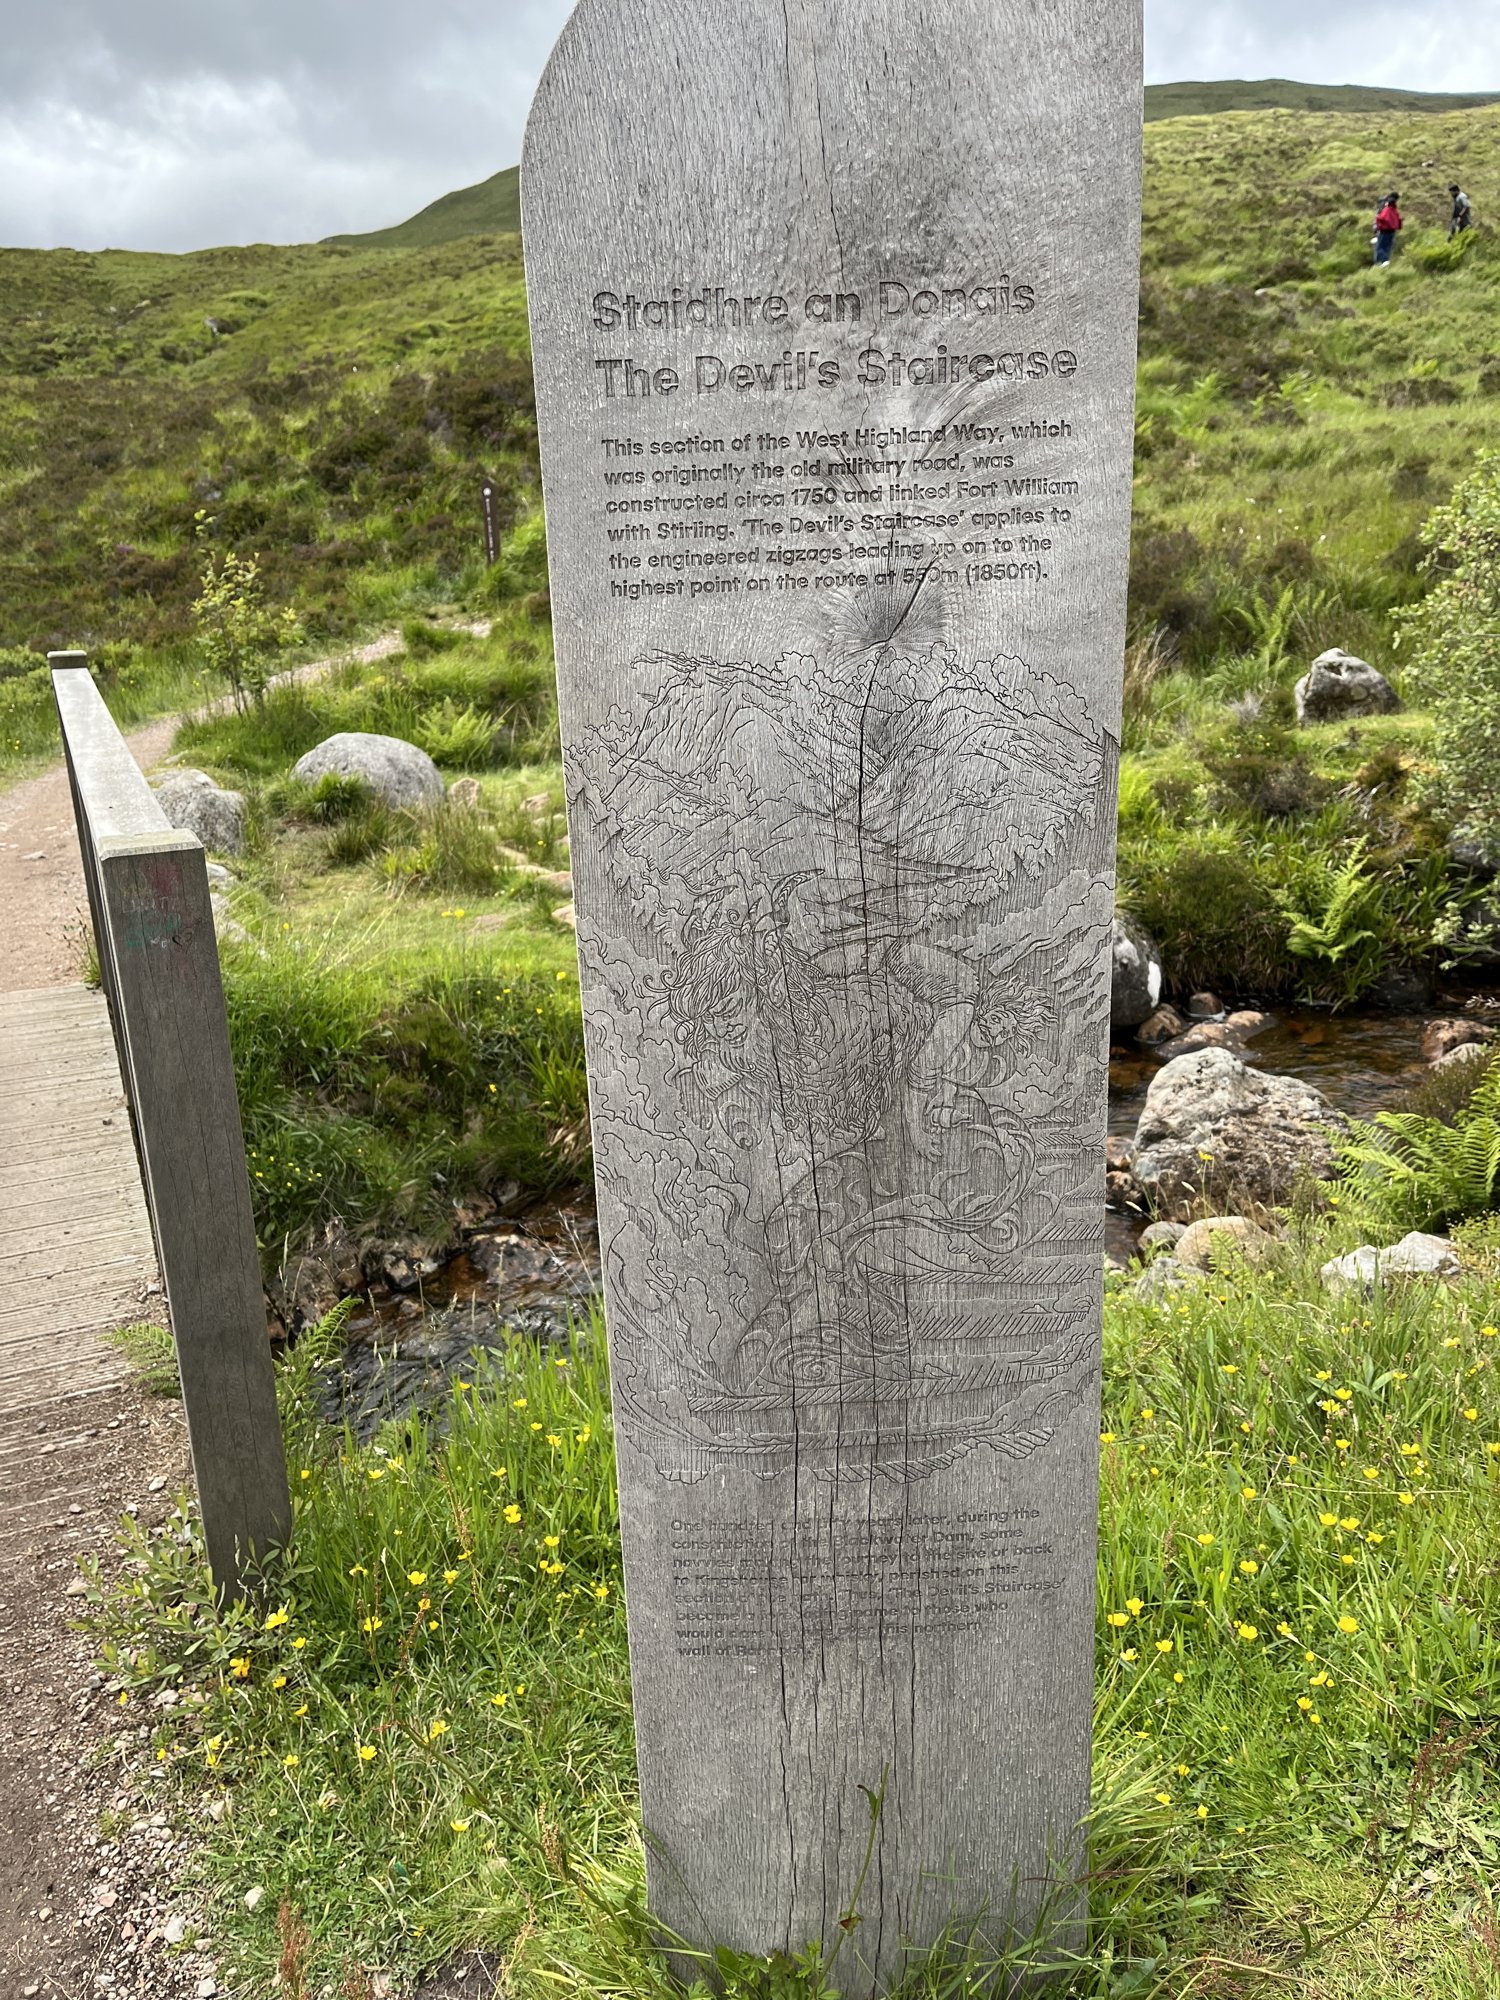 Staidhre an Donais
The Devil's Staircase
This section of the West Highland Way, which
was originally the old military road, was
constructed circa 1750 and linked Fort William
with Stirling. 'The Devil's Staircase' applies to
the engineered zigzags leading up on to the
highest point on the route at 550m (1850ft).
One hundred and fifty years later, during the
construction of the Blackwater Dam, some
navvies making the journey to the site or back
to Kingshouse for whisky, perished on this
section of the Thus, 'The Devil's Staircase'
became a name to those who
would dare venture over this northern
wall of